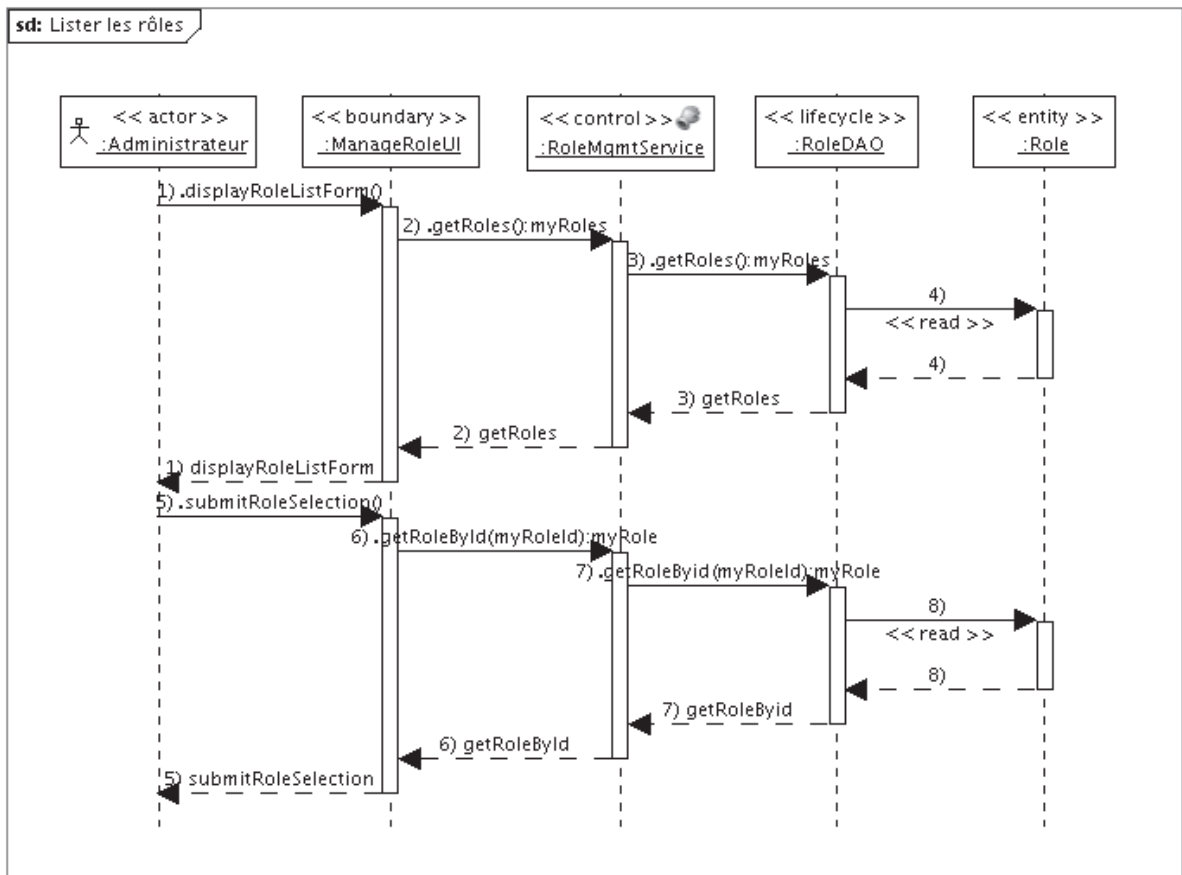 sd: Lister les rôles
<< actor >>
:Administrateur
<< boundary >>
:ManageRoleUI
<< control >>
:RoleMgmtService
<< lifecycle >>
:RoleDAO
<< entity >>
:Role
1) .displayRoleListForm()
2) .getRoles():myRoles
3) .getRoles():myRoles
4)
<< read >>
4)
3) getRoles
2) getRoles
1) displayRoleListForm
5) .submitRoleSelection()
6) .getRoleById(myRoleId):myRole
7) .getRoleByid(myRoleId):myRole
8)
<< read >>
8)
7) getRoleByid
6) getRoleById
5) submitRoleSelection